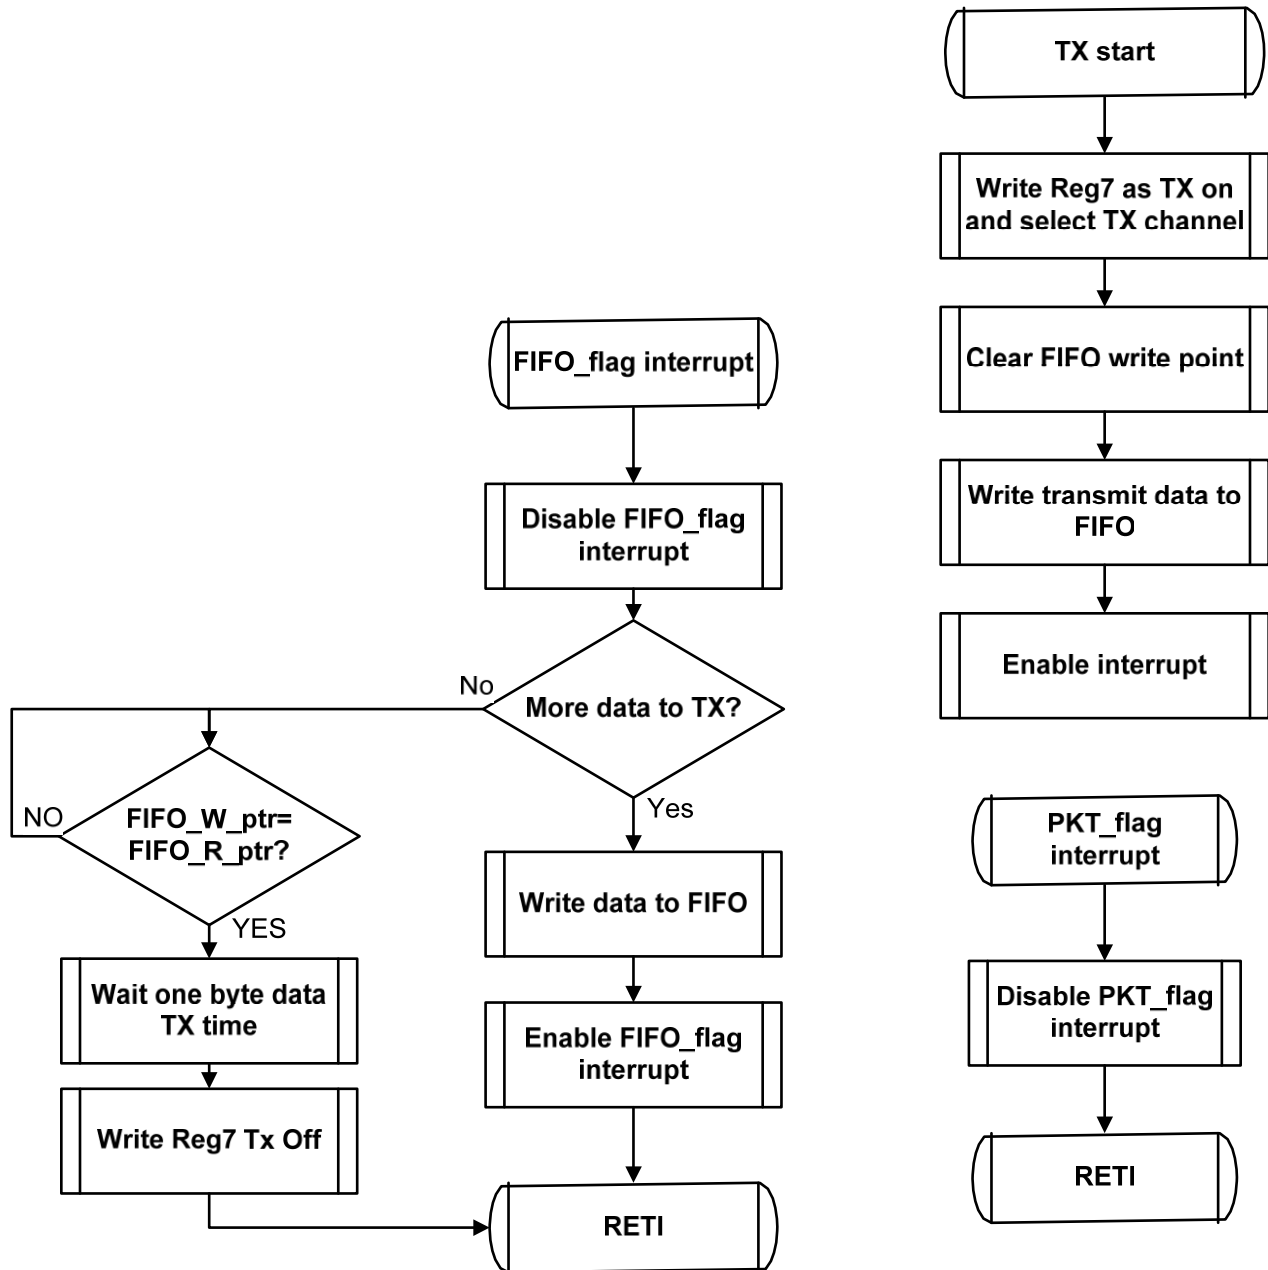 TX start
Write Reg7 as TX on
and select TX channel
Clear FIFO write point
Write transmit data to
FIFO
Enable interrupt
FIFO_flag interrupt
Disable FIFO_flag
interrupt
More data to TX?
No
Yes
FIFO_W_ptr=
FIFO_R_ptr?
NO
YES
Wait one byte data
TX time
Write Reg7 Tx Off
Write data to FIFO
Enable FIFO_flag
interrupt
RETI
PKT_flag
interrupt
Disable PKT_flag
interrupt
RETI